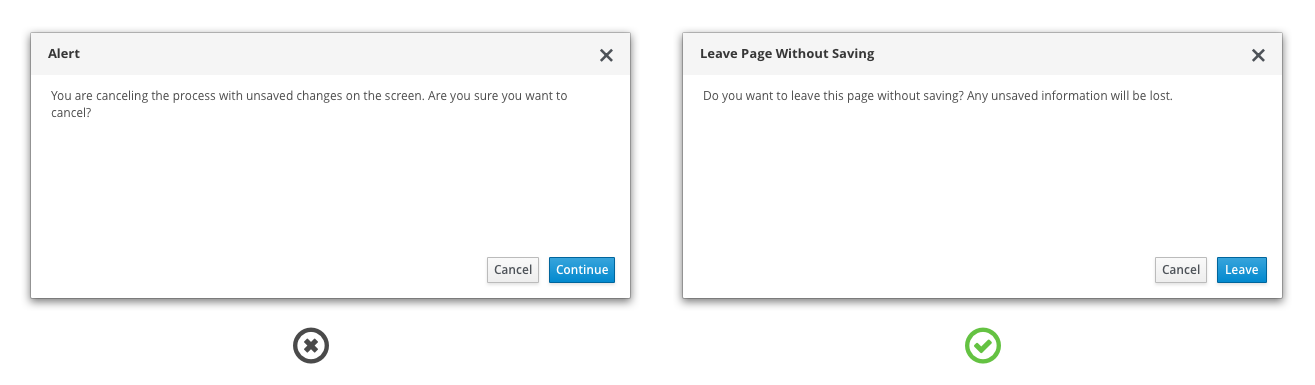 Alert
You are canceling the process with unsaved changes on the screen. Are you sure you want to
cancel?
Cancel
Continue
Leave Page Without Saving
Do you want to leave this page without saving? Any unsaved information will be lost.
Cancel
Leave